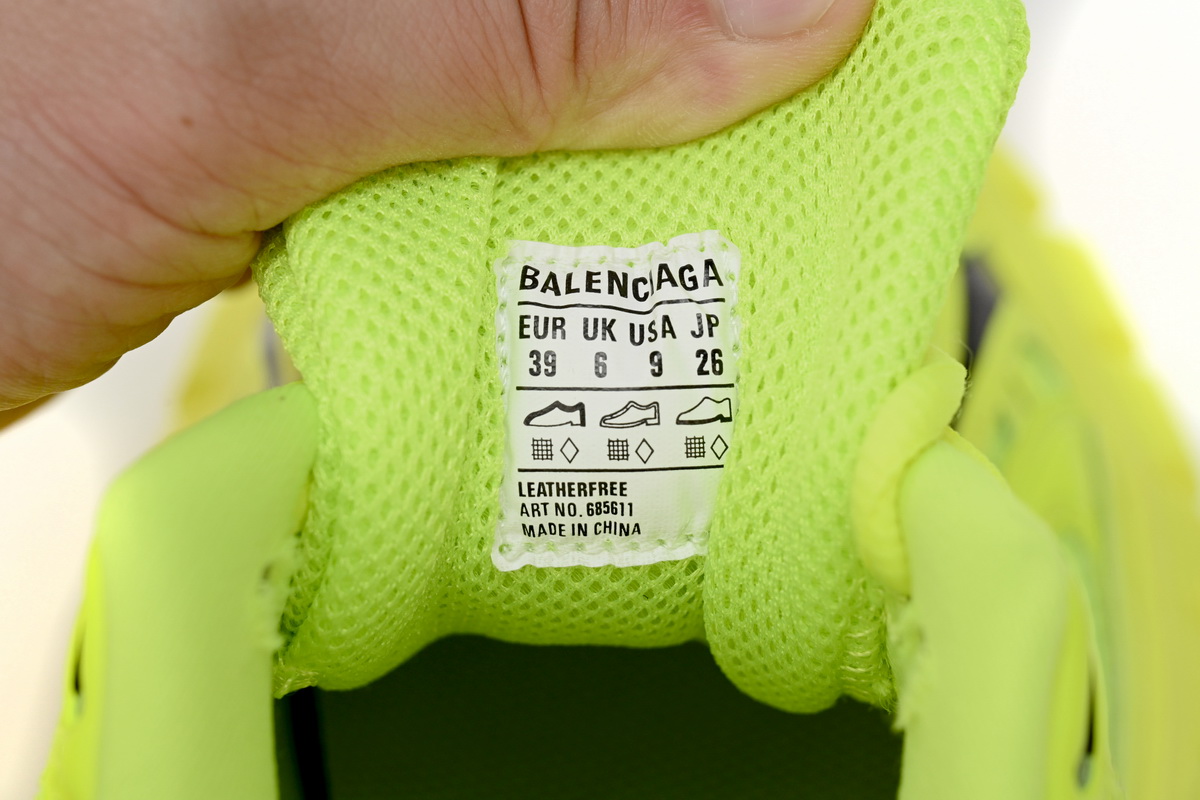 BALENCIAGA
EUR UK USA JP
39 6 9 26
LEATHERFREE
ART NO. 685611
MADE IN CHINA